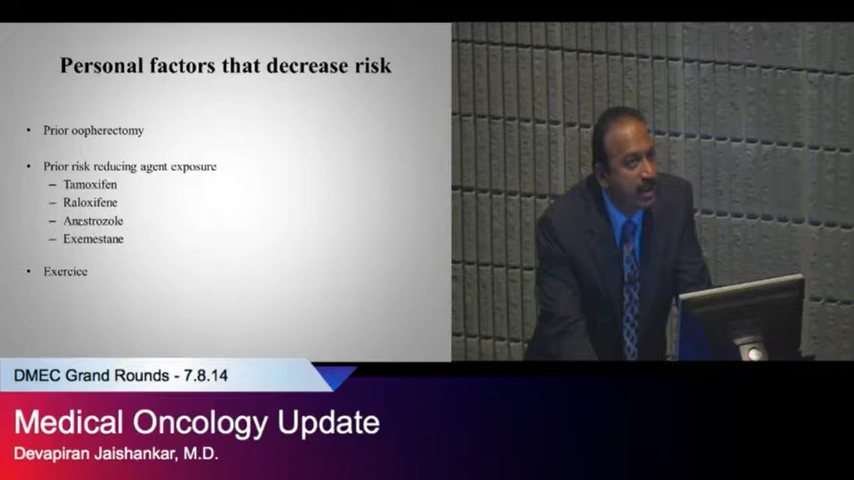 Personal factors that decrease risk
• Prior oopherectomy
• Prior risk reducing agent exposure
– Tamoxifen
– Raloxifene
– Anastrozole
– Exemestane
• Exercice
DMEC Grand Rounds - 7.8.14
Medical Oncology Update
Devapiran Jaishankar, M.D.